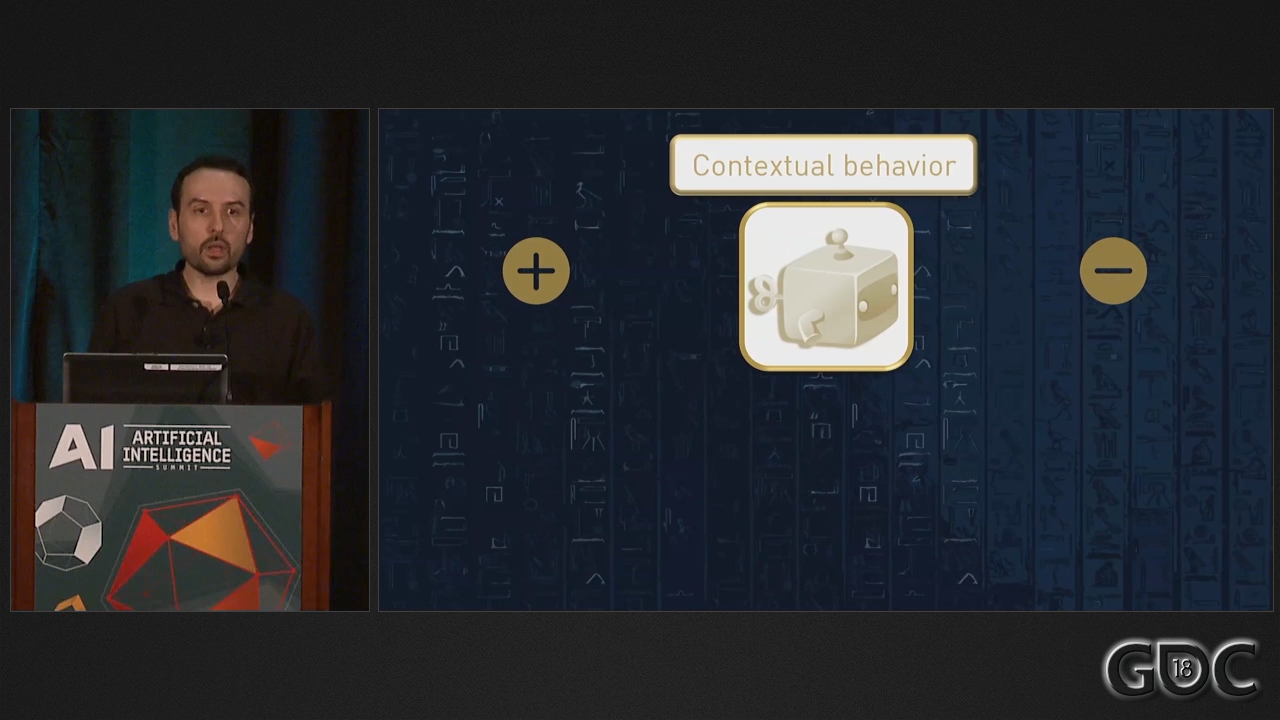 Contextual behavior
AI ARTIFICIAL
INTELLIGENCE
SUMMIT
GDC
18